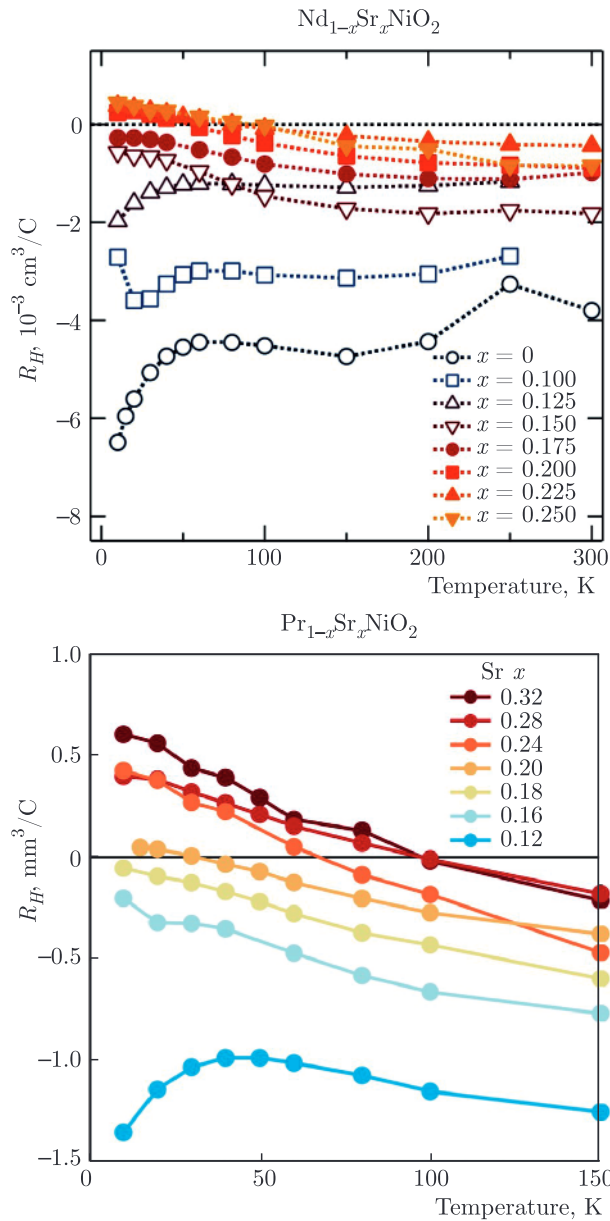 Nd1−xSrxNiO2
0
−2
−4
−6
−8
RH, 10−3 cm3/C
x = 0
x = 0.100
x = 0.125
x = 0.150
x = 0.175
x = 0.200
x = 0.225
x = 0.250
0 100 200 300
Temperature, K
Pr1−xSrxNiO2
1.0
0.5
0
−0.5
−1.0
−1.5
RH, mm3/C
Sr x
0.32
0.28
0.24
0.20
0.18
0.16
0.12
0 50 100 150
Temperature, K